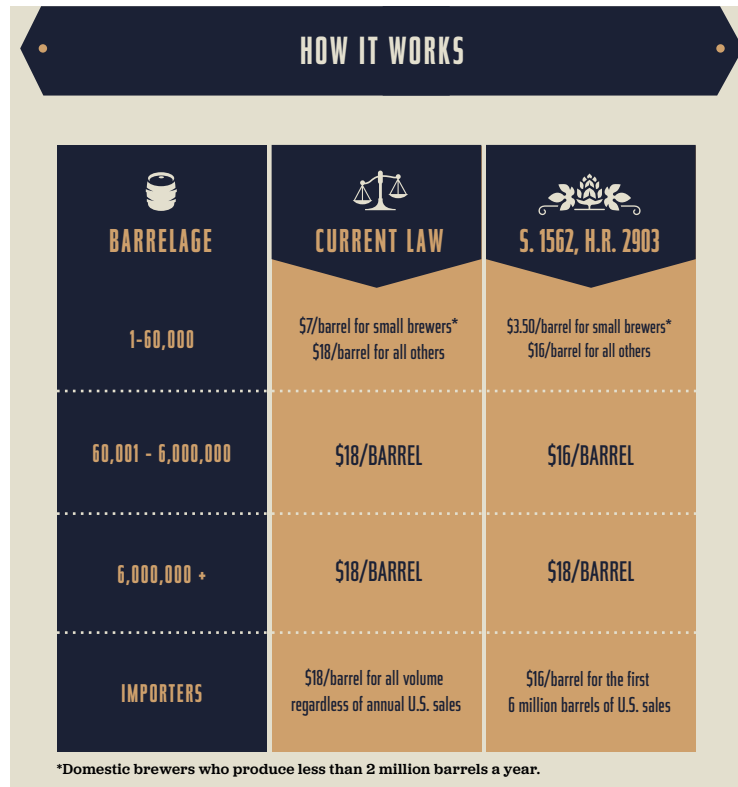 HOW IT WORKS
BARRELAGE
CURRENT LAW
S. 1562, H.R. 2903
1-60,000
$7/barrel for small brewers*
$18/barrel for all others
$3.50/barrel for small brewers*
$16/barrel for all others
60,001 - 6,000,000
$18/BARREL
$16/BARREL
6,000,000 +
$18/BARREL
$18/BARREL
IMPORTERS
$18/barrel for all volume
regardless of annual U.S. sales
$16/barrel for the first
6 million barrels of U.S. sales
*Domestic brewers who produce less than 2 million barrels a year.